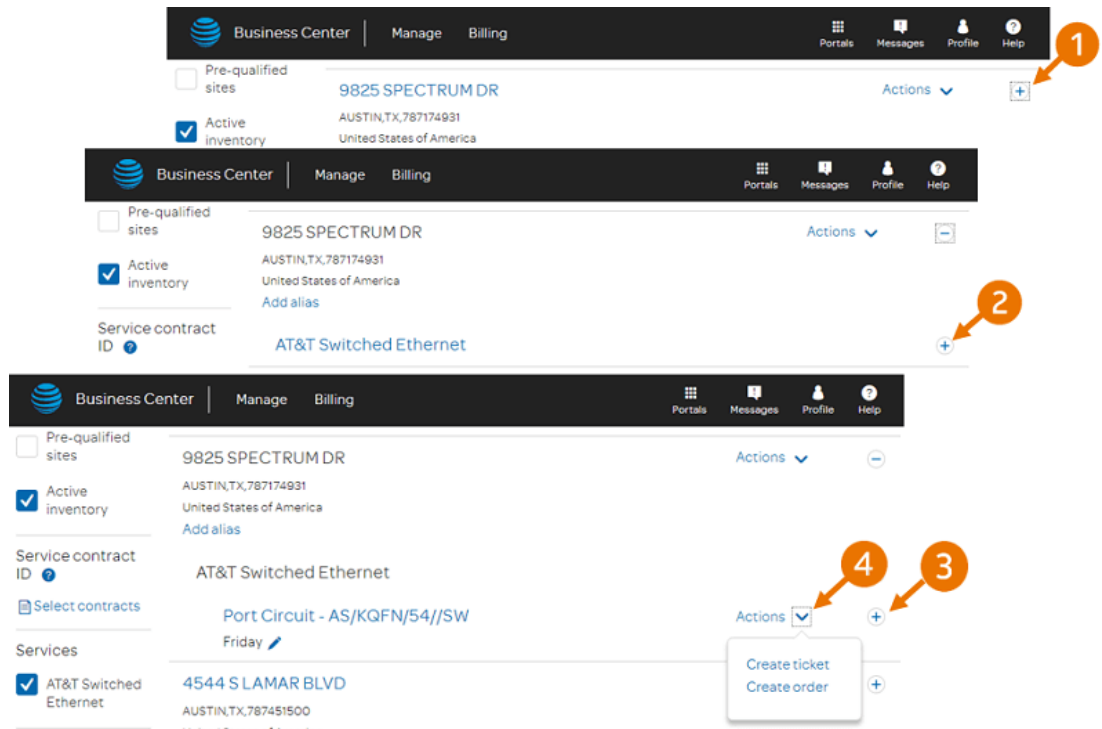 Business Center
Manage
Billing
Portals
Messages
Profile
Help
1
Pre-qualified
sites
9825 SPECTRUM DR
Actions
AUSTIN,TX,787174931
Active
inventory
United States of America
Business Center
Manage
Billing
Portals
Messages
Profile
Help
Pre-qualified
sites
9825 SPECTRUM DR
Actions
AUSTIN,TX,787174931
Active
inventory
United States of America
Add alias
2
Service contract
ID ?
AT&T Switched Ethernet
Business Center
Manage
Billing
Portals
Messages
Profile
Help
Pre-qualified
sites
9825 SPECTRUM DR
Actions
AUSTIN,TX,787174931
Active
inventory
United States of America
Add alias
Service contract
ID ?
AT&T Switched Ethernet
4
3
Select contracts
Port Circuit - AS/KQFN/54//SW
Actions
Friday
Services
Create ticket
Create order
AT&T Switched
Ethernet
4544 S LAMAR BLVD
AUSTIN,TX,787451500